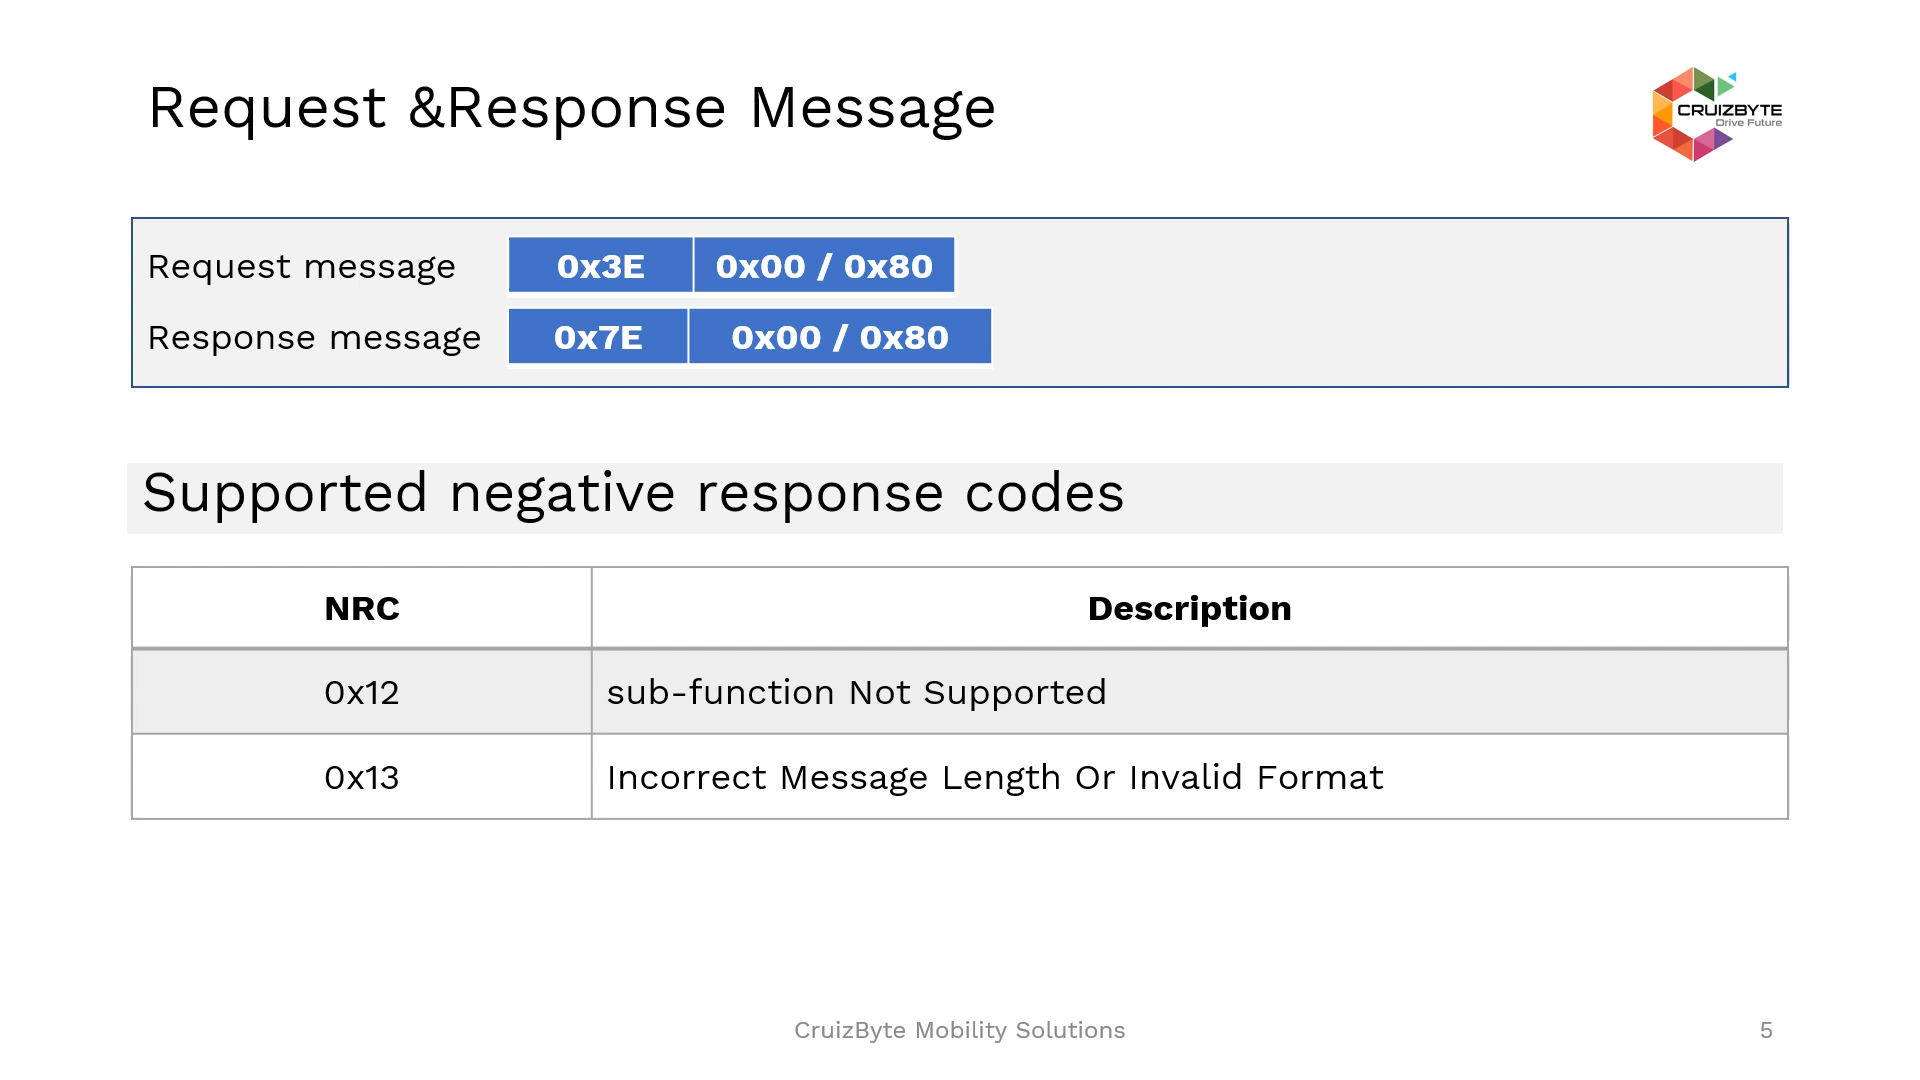 Request &Response Message
CRUIZBYTE
Drive Future
Request message 0x3E 0x00 / 0x80
Response message 0x7E 0x00 / 0x80
Supported negative response codes
NRC Description
0x12 sub-function Not Supported
0x13 Incorrect Message Length Or Invalid Format
CruizByte Mobility Solutions 5